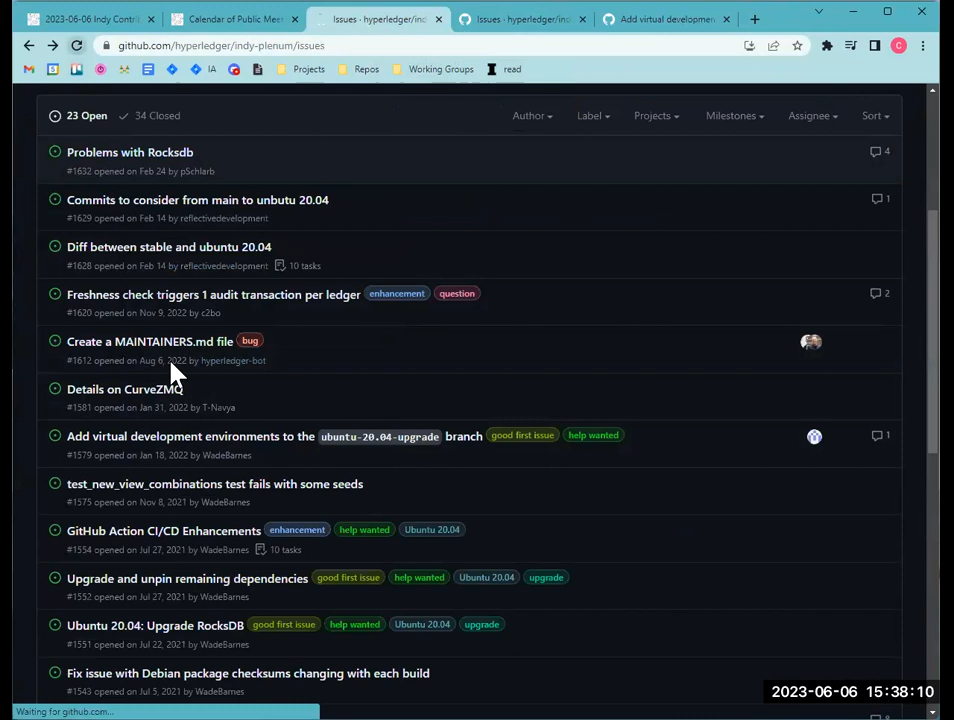 2023-06-06 Indy Contrib
Calendar of Public Meet
Issues · hyperledger/ind
Issues · hyperledger/ind
Add virtual developmen
github.com/hyperledger/indy-plenum/issues
C
IA
Projects
Repos
Working Groups
read
23 Open
34 Closed
Author
Label
Projects
Milestones
Assignee
Sort
Problems with Rocksdb
4
#1632 opened on Feb 24 by pSchlarb
Commits to consider from main to unbutu 20.04
1
#1629 opened on Feb 14 by reflectivedevelopment
Diff between stable and ubuntu 20.04
#1628 opened on Feb 14 by reflectivedevelopment 10 tasks
Freshness check triggers 1 audit transaction per ledger enhancement question
2
#1620 opened on Nov 9, 2022 by c2bo
Create a MAINTAINERS.md file bug
#1612 opened on Aug 6, 2022 by hyperledger-bot
Details on CurveZMQ
#1581 opened on Jan 31, 2022 by T-Navya
Add virtual development environments to the ubuntu-20.04-upgrade branch good first issue help wanted
1
#1579 opened on Jan 18, 2022 by WadeBarnes
test_new_view_combinations test fails with some seeds
#1575 opened on Nov 8, 2021 by WadeBarnes
GitHub Action CI/CD Enhancements enhancement help wanted Ubuntu 20.04
#1554 opened on Jul 27, 2021 by WadeBarnes 10 tasks
Upgrade and unpin remaining dependencies good first issue help wanted Ubuntu 20.04 upgrade
#1552 opened on Jul 27, 2021 by WadeBarnes
Ubuntu 20.04: Upgrade RocksDB good first issue help wanted Ubuntu 20.04 upgrade
#1551 opened on Jul 22, 2021 by WadeBarnes
Fix issue with Debian package checksums changing with each build
#1543 opened on Jul 5, 2021 by WadeBarnes
2023-06-06 15:38:10
Waiting for github.com...